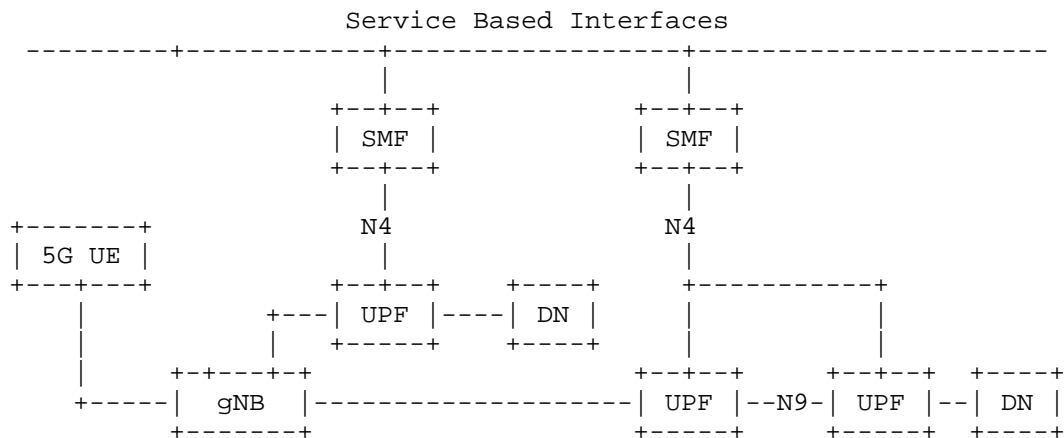 Service Based Interfaces
SMF SMF
N4 N4
5G UE
UPF DN
gNB UPF N9 UPF DN